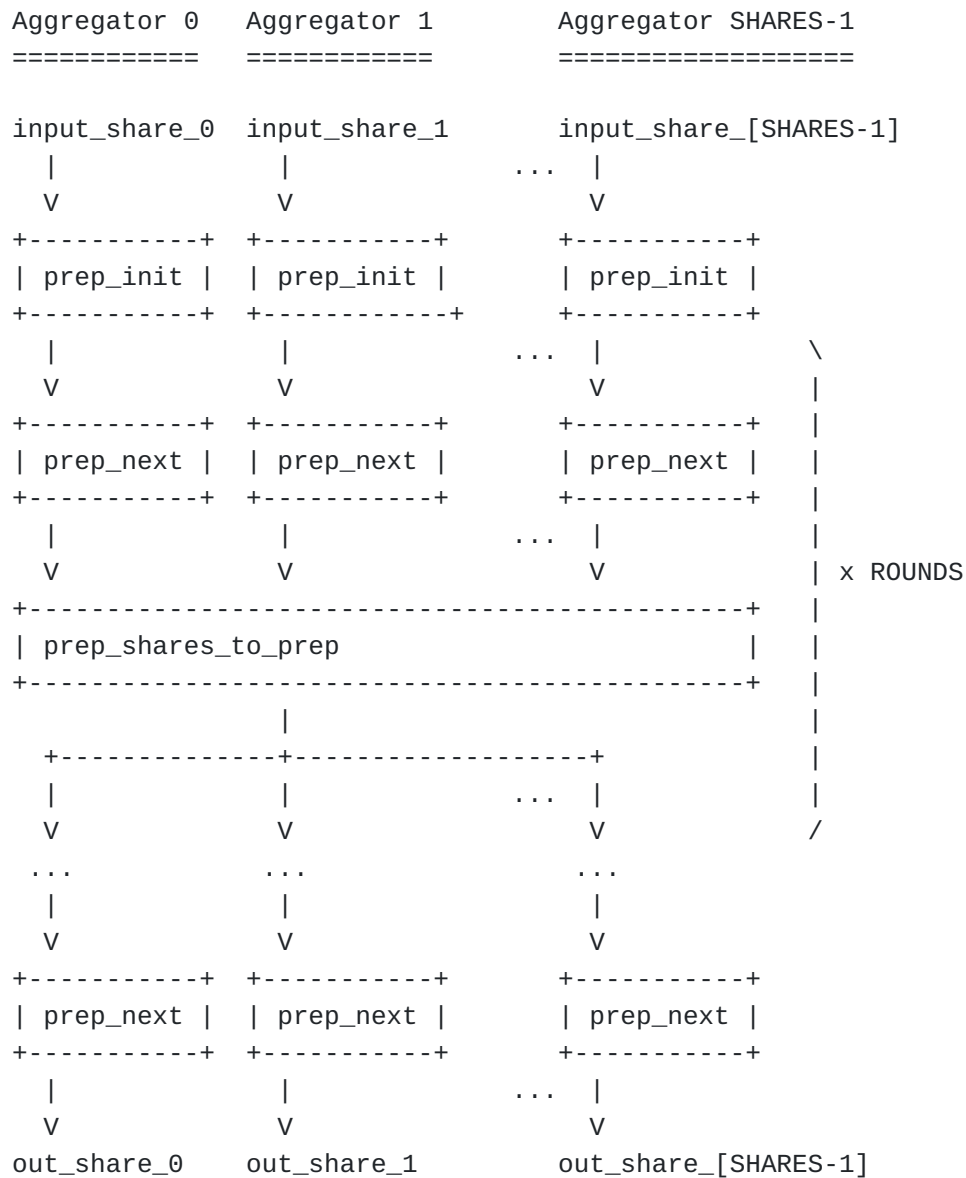 Aggregator 0   Aggregator 1        Aggregator SHARES-1
============   ============        ===================

input_share_0  input_share_1       input_share_[SHARES-1]
  |              |              ...  |
  V              V                   V
+-----------+  +-----------+       +-----------+
| prep_init |  | prep_init |       | prep_init |
+-----------+  +------------+      +-----------+
  |              |              ...  |             \
  V              V                   V             |
+-----------+  +-----------+       +-----------+   |
| prep_next |  | prep_next |       | prep_next |   |
+-----------+  +-----------+       +-----------+   |
  |              |              ...  |             |
  V              V                   V             | x ROUNDS
+----------------------------------------------+   |
| prep_shares_to_prep                          |   |
+----------------------------------------------+   |
                 |                                 |
  +--------------+-------------------+             |
  |              |              ...  |             |
  V              V                   V             /
 ...            ...                 ...
  |              |                   |
  V              V                   V
+-----------+  +-----------+       +-----------+
| prep_next |  | prep_next |       | prep_next |
+-----------+  +-----------+       +-----------+
  |              |              ...  |
  V              V                   V
out_share_0    out_share_1         out_share_[SHARES-1]